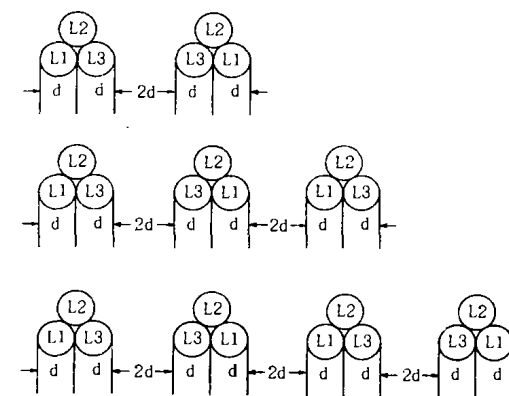 L2 L2
L1 L3 L3 L1
d d 2d d d
L2 L2 L2
L1 L3 L3 L1 L1 L3
d d 2d d d 2d d d
L2 L2 L2 L2
L1 L3 L3 L1 L1 L3 L3 L1
d d 2d d d 2d d d 2d d d